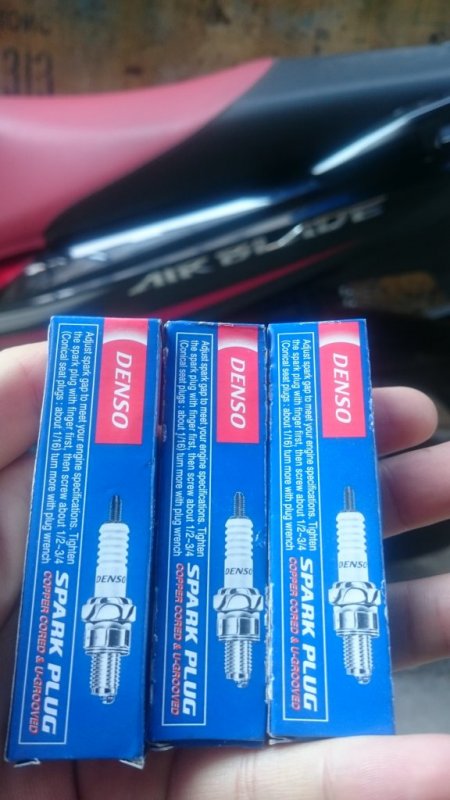 313
AIR BLADE
DENSO
Adjust spark gap to meet your engine specifications. Tighten
the spark plug with finger first, then screw about 1/2~3/4
(Conical seat plugs : about 1/16) turn more with plug wrench
DENSO
SPARK PLUG
COPPER CORED & U-GROOVED
DENSO
Adjust spark gap to meet your engine specifications. Tighten
the spark plug with finger first, then screw about 1/2~3/4
(Conical seat plugs : about 1/16) turn more with plug wrench
DENSO
SPARK PLUG
COPPER CORED & U-GROOVED
DENSO
Adjust spark gap to meet your engine specifications. Tighten
the spark plug with finger first, then screw about 1/2~3/4
(Conical seat plugs : about 1/16) turn more with plug wrench
DENSO
SPARK PLUG
COPPER CORED & U-GROOVED